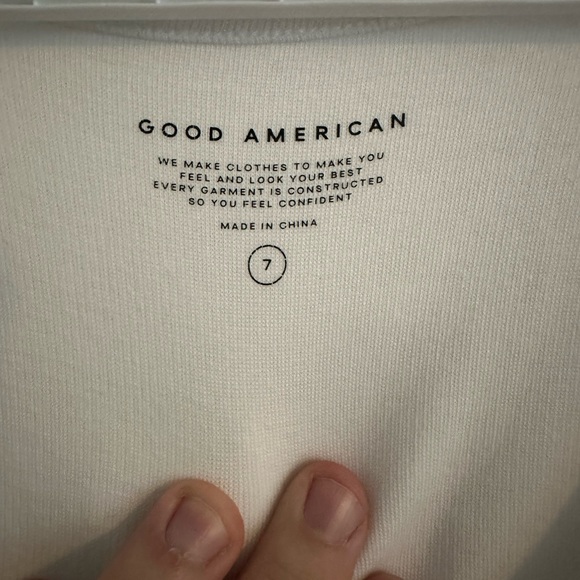 GOOD AMERICAN
WE MAKE CLOTHES TO MAKE YOU
FEEL AND LOOK YOUR BEST
EVERY GARMENT IS CONSTRUCTED
SO YOU FEEL CONFIDENT
MADE IN CHINA
7